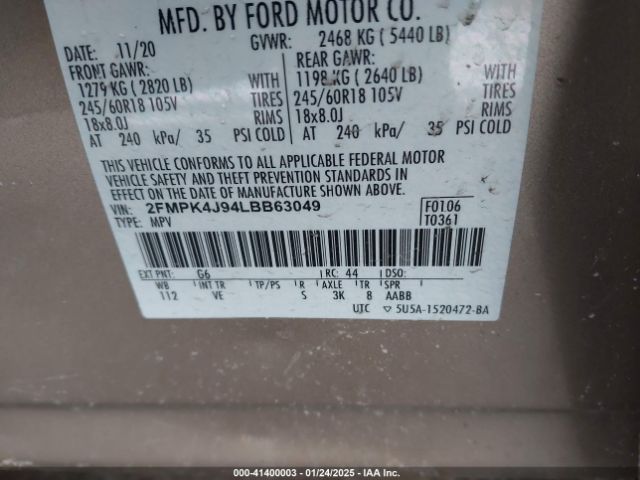 MFD. BY FORD MOTOR CO.
DATE: 11/20 GVWR: 2468 KG ( 5440 LB)
FRONT GAWR: REAR GAWR:
1279 KG ( 2820 LB) WITH 1198 KG ( 2640 LB) WITH
245/60R18 105V TIRES 245/60R18 105V TIRES
18x8.0J RIMS 18x8.0J RIMS
AT 240 kPa/ 35 PSI COLD AT 240 kPa/ 35 PSI COLD
THIS VEHICLE CONFORMS TO ALL APPLICABLE FEDERAL MOTOR
VEHICLE SAFETY AND THEFT PREVENTION STANDARDS IN
EFFECT ON THE DATE OF MANUFACTURE SHOWN ABOVE.
VIN: 2FMPK4J94LBB63049 F0106
TYPE: MPV T0361
EXT PNT: G6 RC: 44 DSO:
WB INT TR TP/PS R AXLE TR SPR
112 VE S 3K 8 AABB
UTC ▽ 5U5A-1520472-BA
000-41400003 — 01/24/2025 — IAA Inc.